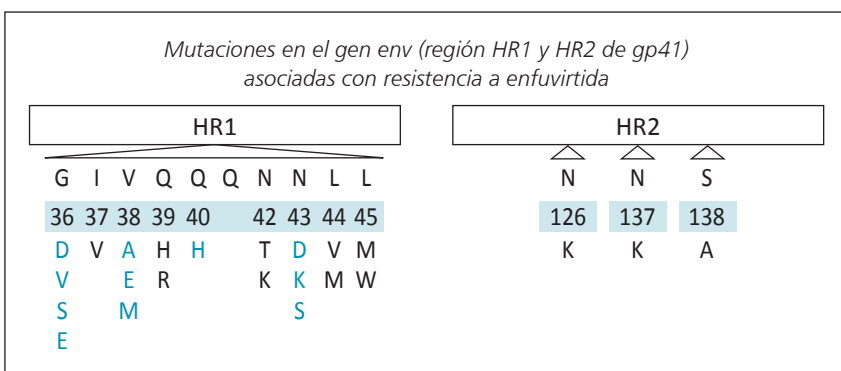 Mutaciones en el gen env (región HR1 y HR2 de gp41)
asociadas con resistencia a enfuvirtida
HR1 HR2
G I V Q Q Q N N L L N N S
36 37 38 39 40 42 43 44 45 126 137 138
D V A H H T D V M K K A
V E R K K M W
S M S
E